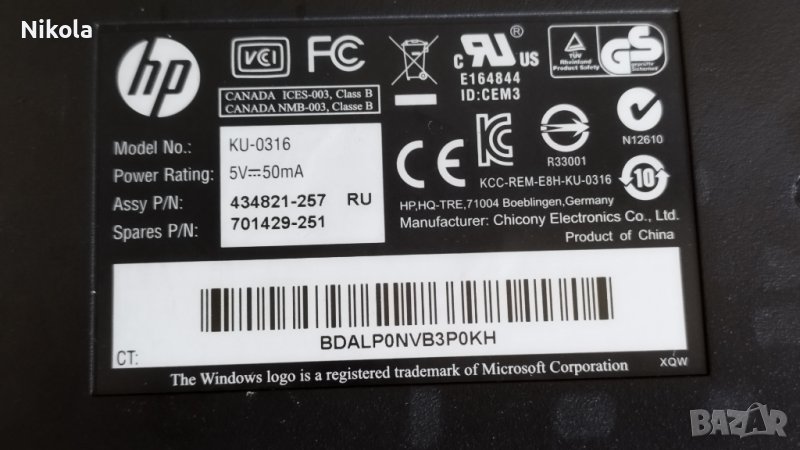 Nikola
hp
VCI FC
CANADA ICES-003, Class B
CANADA NMB-003, Classe B
c RU ® US
E164844
ID:CEM3
TÜV
Rheinland
Product Safety
GS
geprüfte
Sicherheit
N12610
R33001
KCC-REM-E8H-KU-0316
CE
10
Model No.: KU-0316
Power Rating: 5V⎓50mA
Assy P/N: 434821-257 RU
Spares P/N: 701429-251
HP,HQ-TRE,71004 Boeblingen,Germany
Manufacturer: Chicony Electronics Co., Ltd.
Product of China
BDALP0NVB3P0KH
CT:
The Windows logo is a registered trademark of Microsoft Corporation
XQW
BAZAR